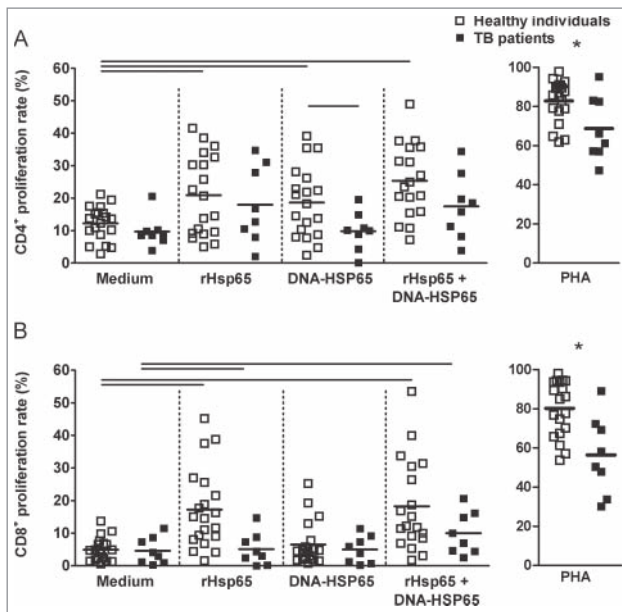 Healthy individuals
TB patients
A
CD4+ proliferation rate (%)
60
50
40
30
20
10
0
Medium
rHsp65
DNA-HSP65
rHsp65 +
DNA-HSP65
*
100
80
60
40
20
0
PHA
B
CD8+ proliferation rate (%)
60
50
40
30
20
10
0
Medium
rHsp65
DNA-HSP65
rHsp65 +
DNA-HSP65
*
100
80
60
40
20
0
PHA